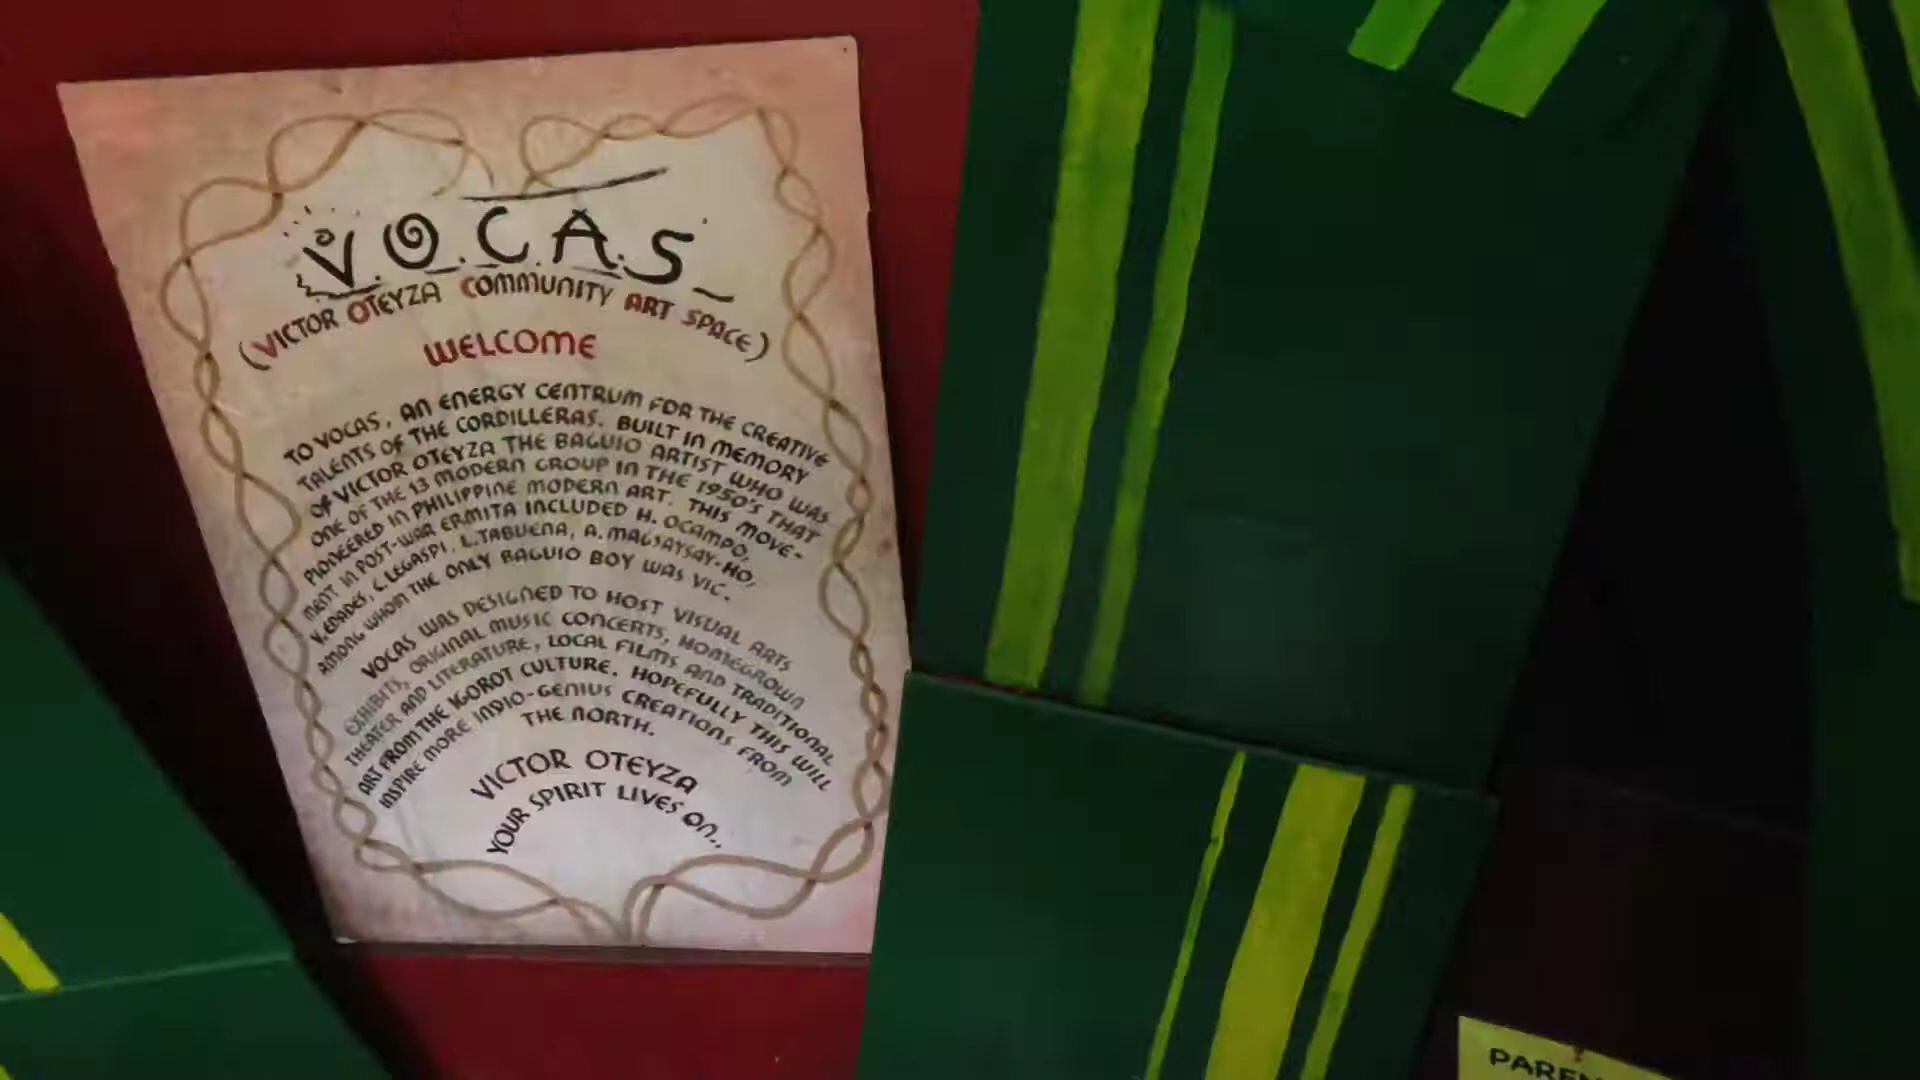 V.O.C.A.S
(VICTOR OTEYZA COMMUNITY ART SPACE)
WELCOME
TO VOCAS, AN ENERGY CENTRUM FOR THE CREATIVE
TALENTS OF THE CORDILLERAS. BUILT IN MEMORY
OF VICTOR OTEYZA THE BAGUIO ARTIST WHO WAS
ONE OF THE 13 MODERN GROUP IN THE 1950'S THAT
PIONEERED IN PHILIPPINE MODERN ART. THIS MOVE-
MENT IN POST-WAR ERMITA INCLUDED H. OCAMPO,
V. EDADES, C. LEGASPI, L. TABUENA, A. MAGSAYSAY-HO,
AMONG WHOM THE ONLY BAGUIO BOY WAS VIC.
VOCAS WAS DESIGNED TO HOST VISUAL ARTS
EXHIBITS, ORIGINAL MUSIC CONCERTS, HOMEGROWN
THEATER AND LITERATURE, LOCAL FILMS AND TRADITIONAL
ART FROM THE IGOROT CULTURE. HOPEFULLY THIS WILL
INSPIRE MORE INDIO-GENIUS CREATIONS FROM
THE NORTH.
VICTOR OTEYZA
YOUR SPIRIT LIVES ON..